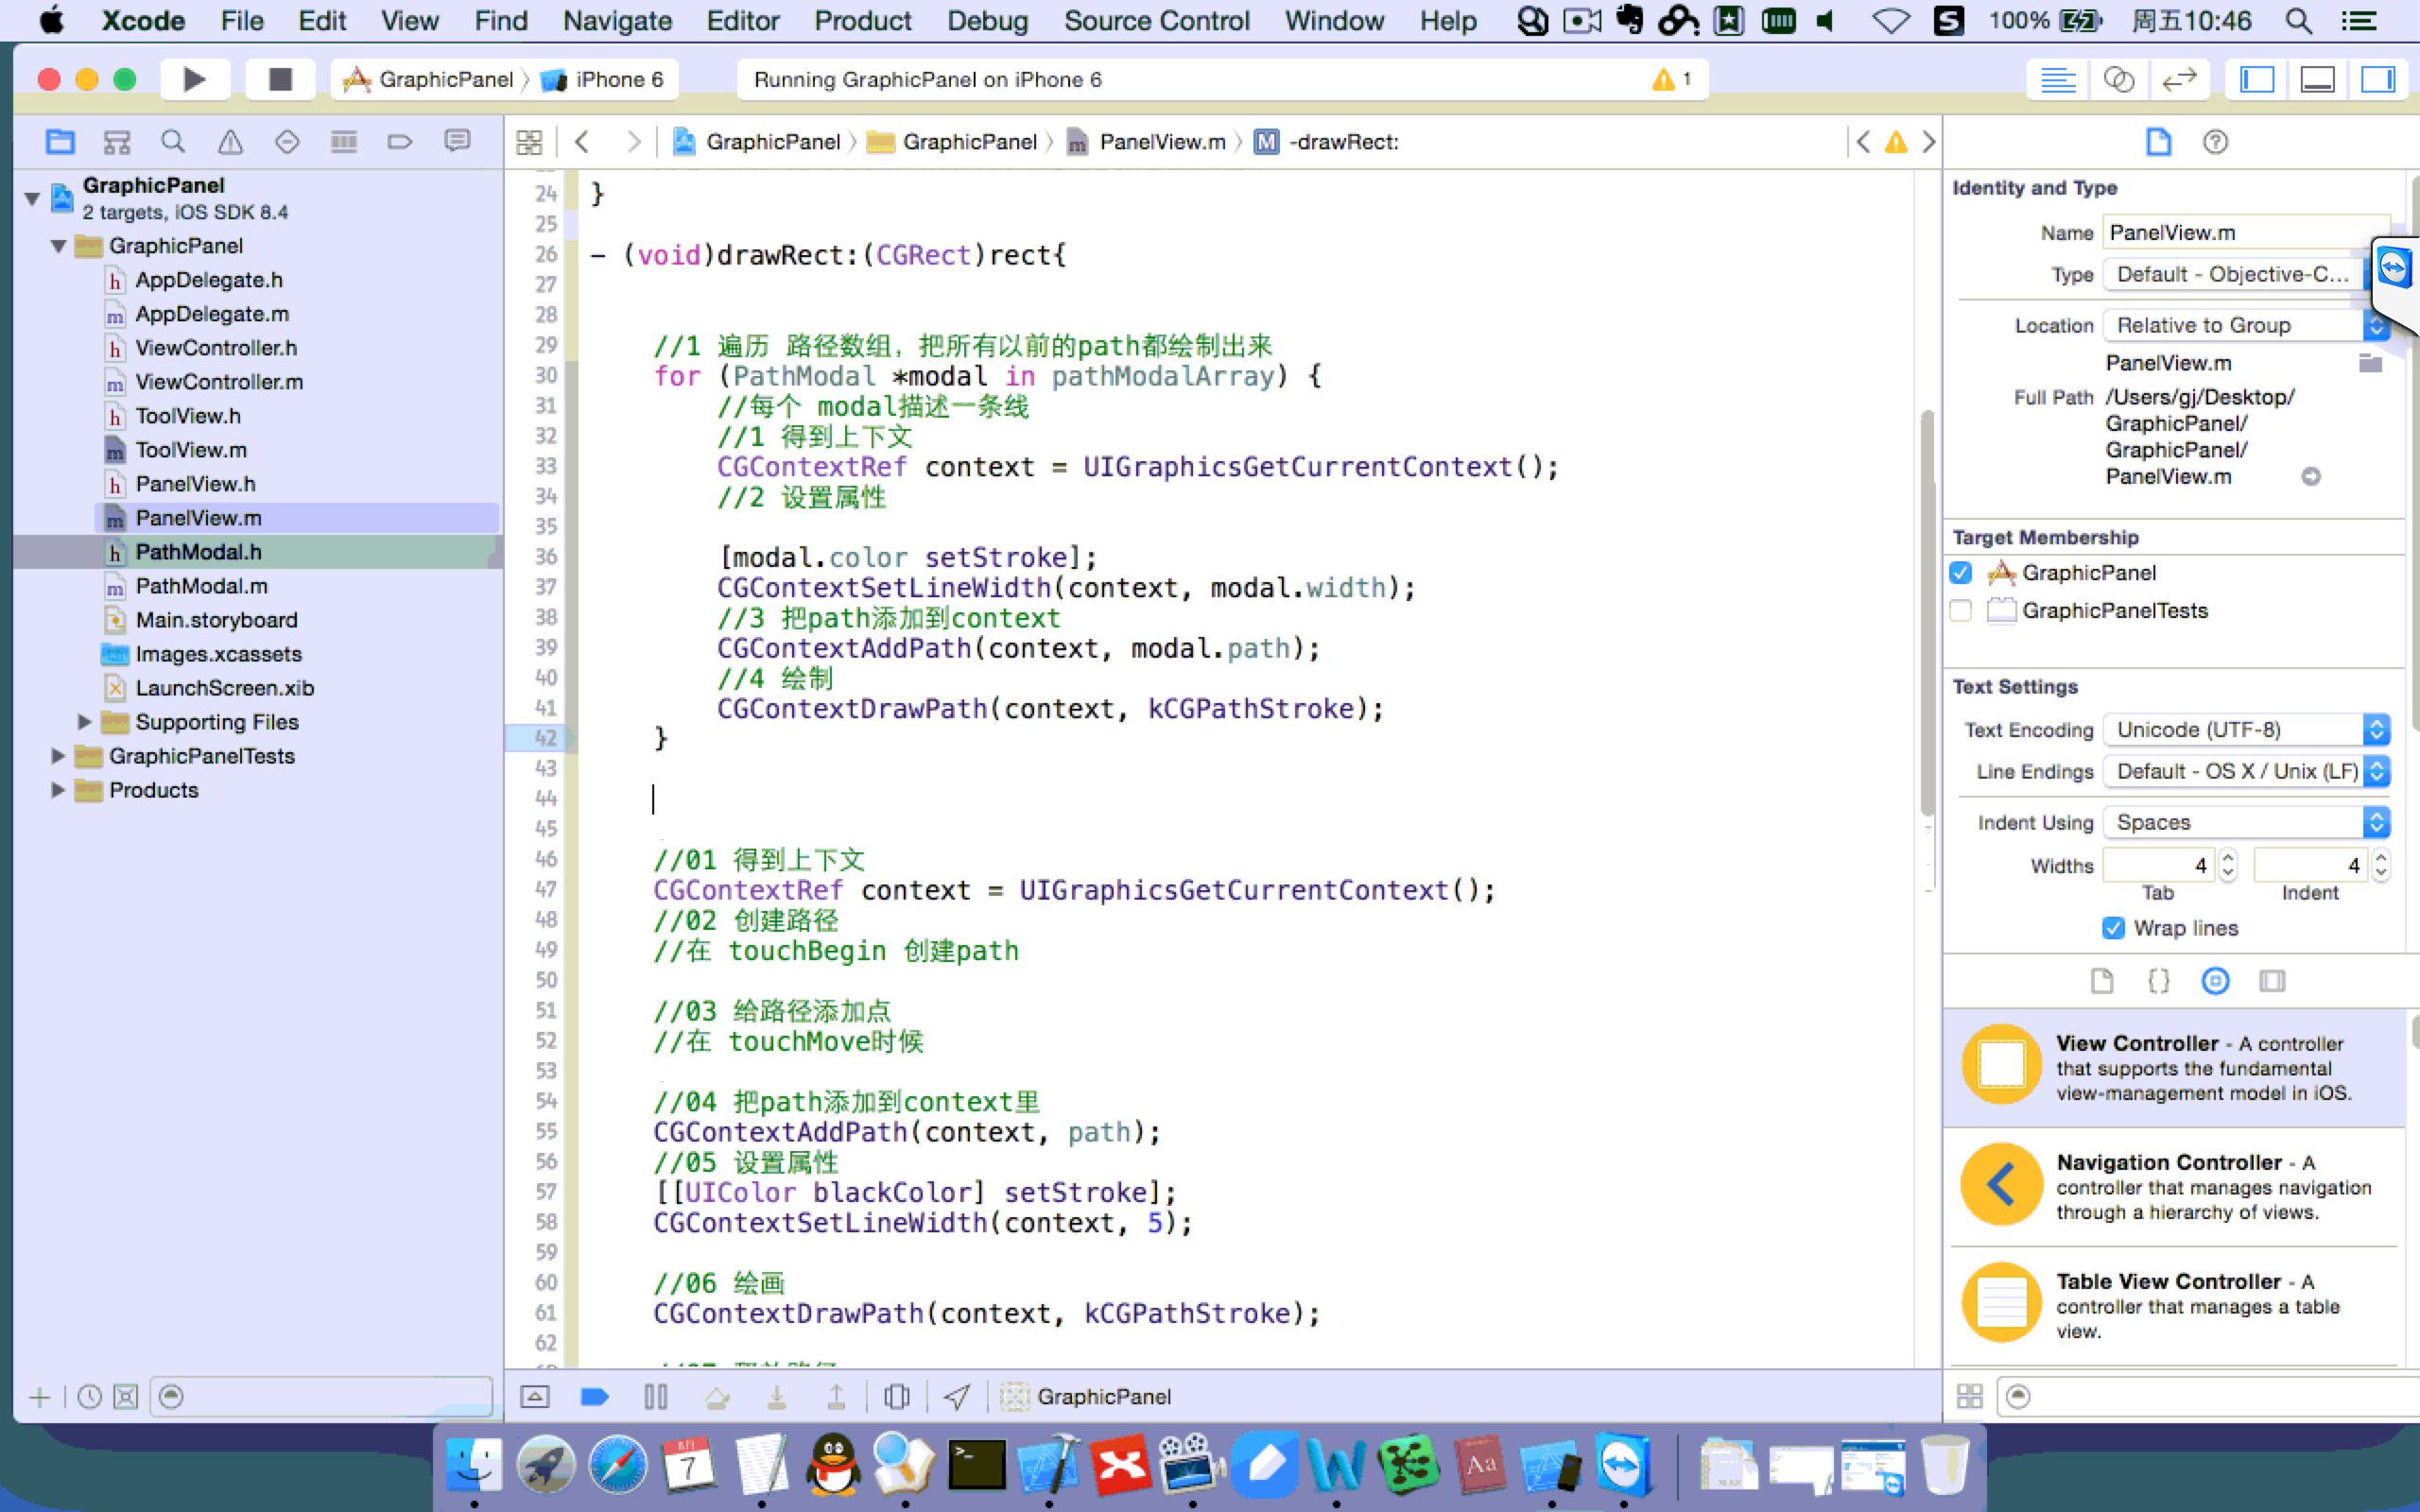 Xcode File Edit View Find Navigate Editor Product Debug Source Control Window Help 100% 周五10:46
GraphicPanel iPhone 6 Running GraphicPanel on iPhone 6 1
GraphicPanel GraphicPanel PanelView.m M -drawRect:
GraphicPanel
2 targets, iOS SDK 8.4
GraphicPanel
h AppDelegate.h
m AppDelegate.m
h ViewController.h
m ViewController.m
h ToolView.h
m ToolView.m
h PanelView.h
m PanelView.m
h PathModal.h
m PathModal.m
Main.storyboard
Images.xcassets
LaunchScreen.xib
Supporting Files
GraphicPanelTests
Products
24 }
25
26 - (void)drawRect:(CGRect)rect{
27
28
29 //1 遍历 路径数组，把所有以前的path都绘制出来
30 for (PathModal *modal in pathModalArray) {
31 //每个 modal描述一条线
32 //1 得到上下文
33 CGContextRef context = UIGraphicsGetCurrentContext();
34 //2 设置属性
35
36 [modal.color setStroke];
37 CGContextSetLineWidth(context, modal.width);
38 //3 把path添加到context
39 CGContextAddPath(context, modal.path);
40 //4 绘制
41 CGContextDrawPath(context, kCGPathStroke);
42 }
43
44
45
46 //01 得到上下文
47 CGContextRef context = UIGraphicsGetCurrentContext();
48 //02 创建路径
49 //在 touchBegin 创建path
50
51 //03 给路径添加点
52 //在 touchMove时候
53
54 //04 把path添加到context里
55 CGContextAddPath(context, path);
56 //05 设置属性
57 [[UIColor blackColor] setStroke];
58 CGContextSetLineWidth(context, 5);
59
60 //06 绘画
61 CGContextDrawPath(context, kCGPathStroke);
62
GraphicPanel
Identity and Type
Name PanelView.m
Type Default - Objective-C...
Location Relative to Group
PanelView.m
Full Path /Users/gj/Desktop/
GraphicPanel/
GraphicPanel/
PanelView.m
Target Membership
GraphicPanel
GraphicPanelTests
Text Settings
Text Encoding Unicode (UTF-8)
Line Endings Default - OS X / Unix (LF)
Indent Using Spaces
Widths 4 4
Tab Indent
Wrap lines
{}
View Controller - A controller
that supports the fundamental
view-management model in iOS.
Navigation Controller - A
controller that manages navigation
through a hierarchy of views.
Table View Controller - A
controller that manages a table
view.
7
Aa